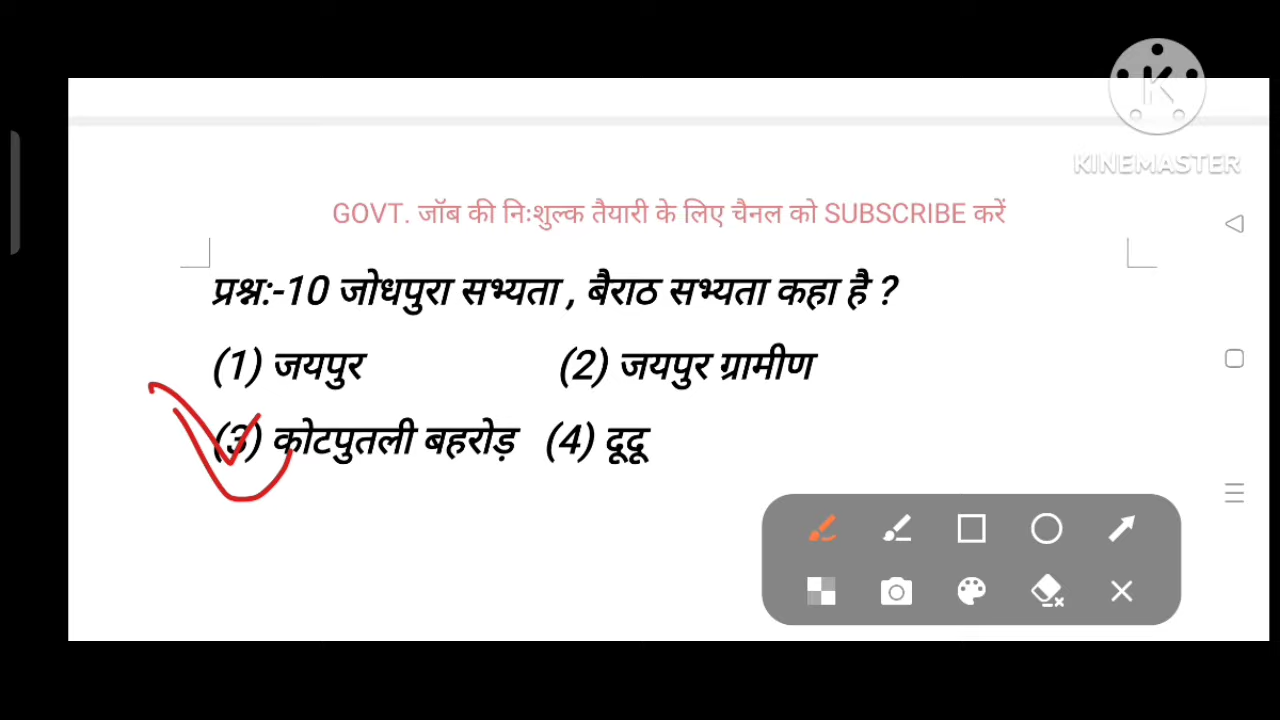 KINEMASTER
GOVT. जॉब की निःशुल्क तैयारी के लिए चैनल को SUBSCRIBE करें
प्रश्न:-10 जोधपुरा सभ्यता , बैराठ सभ्यता कहा है ?
(1) जयपुर (2) जयपुर ग्रामीण
(3) कोटपुतली बहरोड़ (4) दूदू